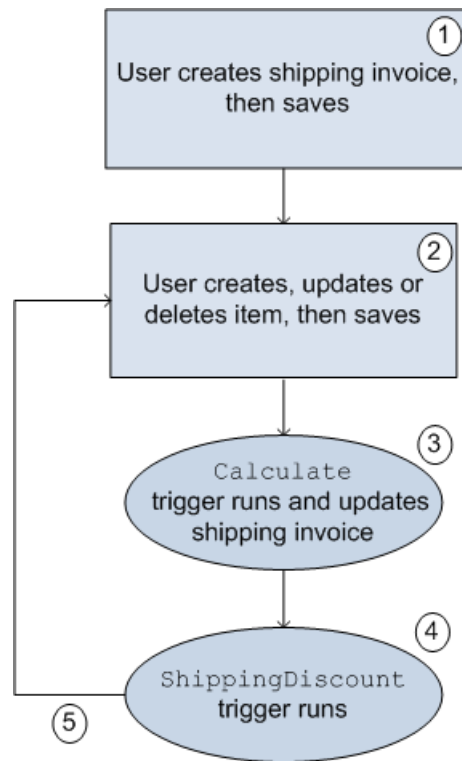 1
User creates shipping invoice,
then saves
2
User creates, updates or
deletes item, then saves
3
Calculate
trigger runs and updates
shipping invoice
4
ShippingDiscount
trigger runs
5